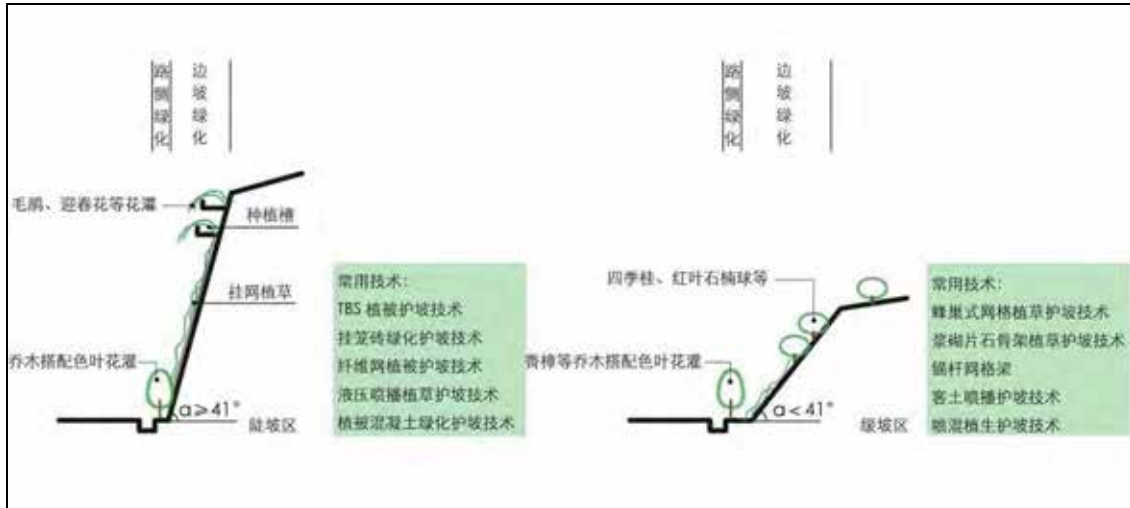 路侧绿化
边坡绿化
毛鹃、迎春花等花灌
种植槽
挂网植草
乔木搭配色叶花灌
α≥41°
陡坡区
常用技术：
TBS 植被护坡技术
挂笼砖绿化护坡技术
纤维网植被护坡技术
液压喷播植草护坡技术
植被混凝土绿化护坡技术
路侧绿化
边坡绿化
四季桂、红叶石楠球等
香樟等乔木搭配色叶花灌
α<41°
缓坡区
常用技术：
蜂巢式网格植草护坡技术
浆砌片石骨架植草护坡技术
锚杆网格梁
客土喷播护坡技术
喷混植生护坡技术